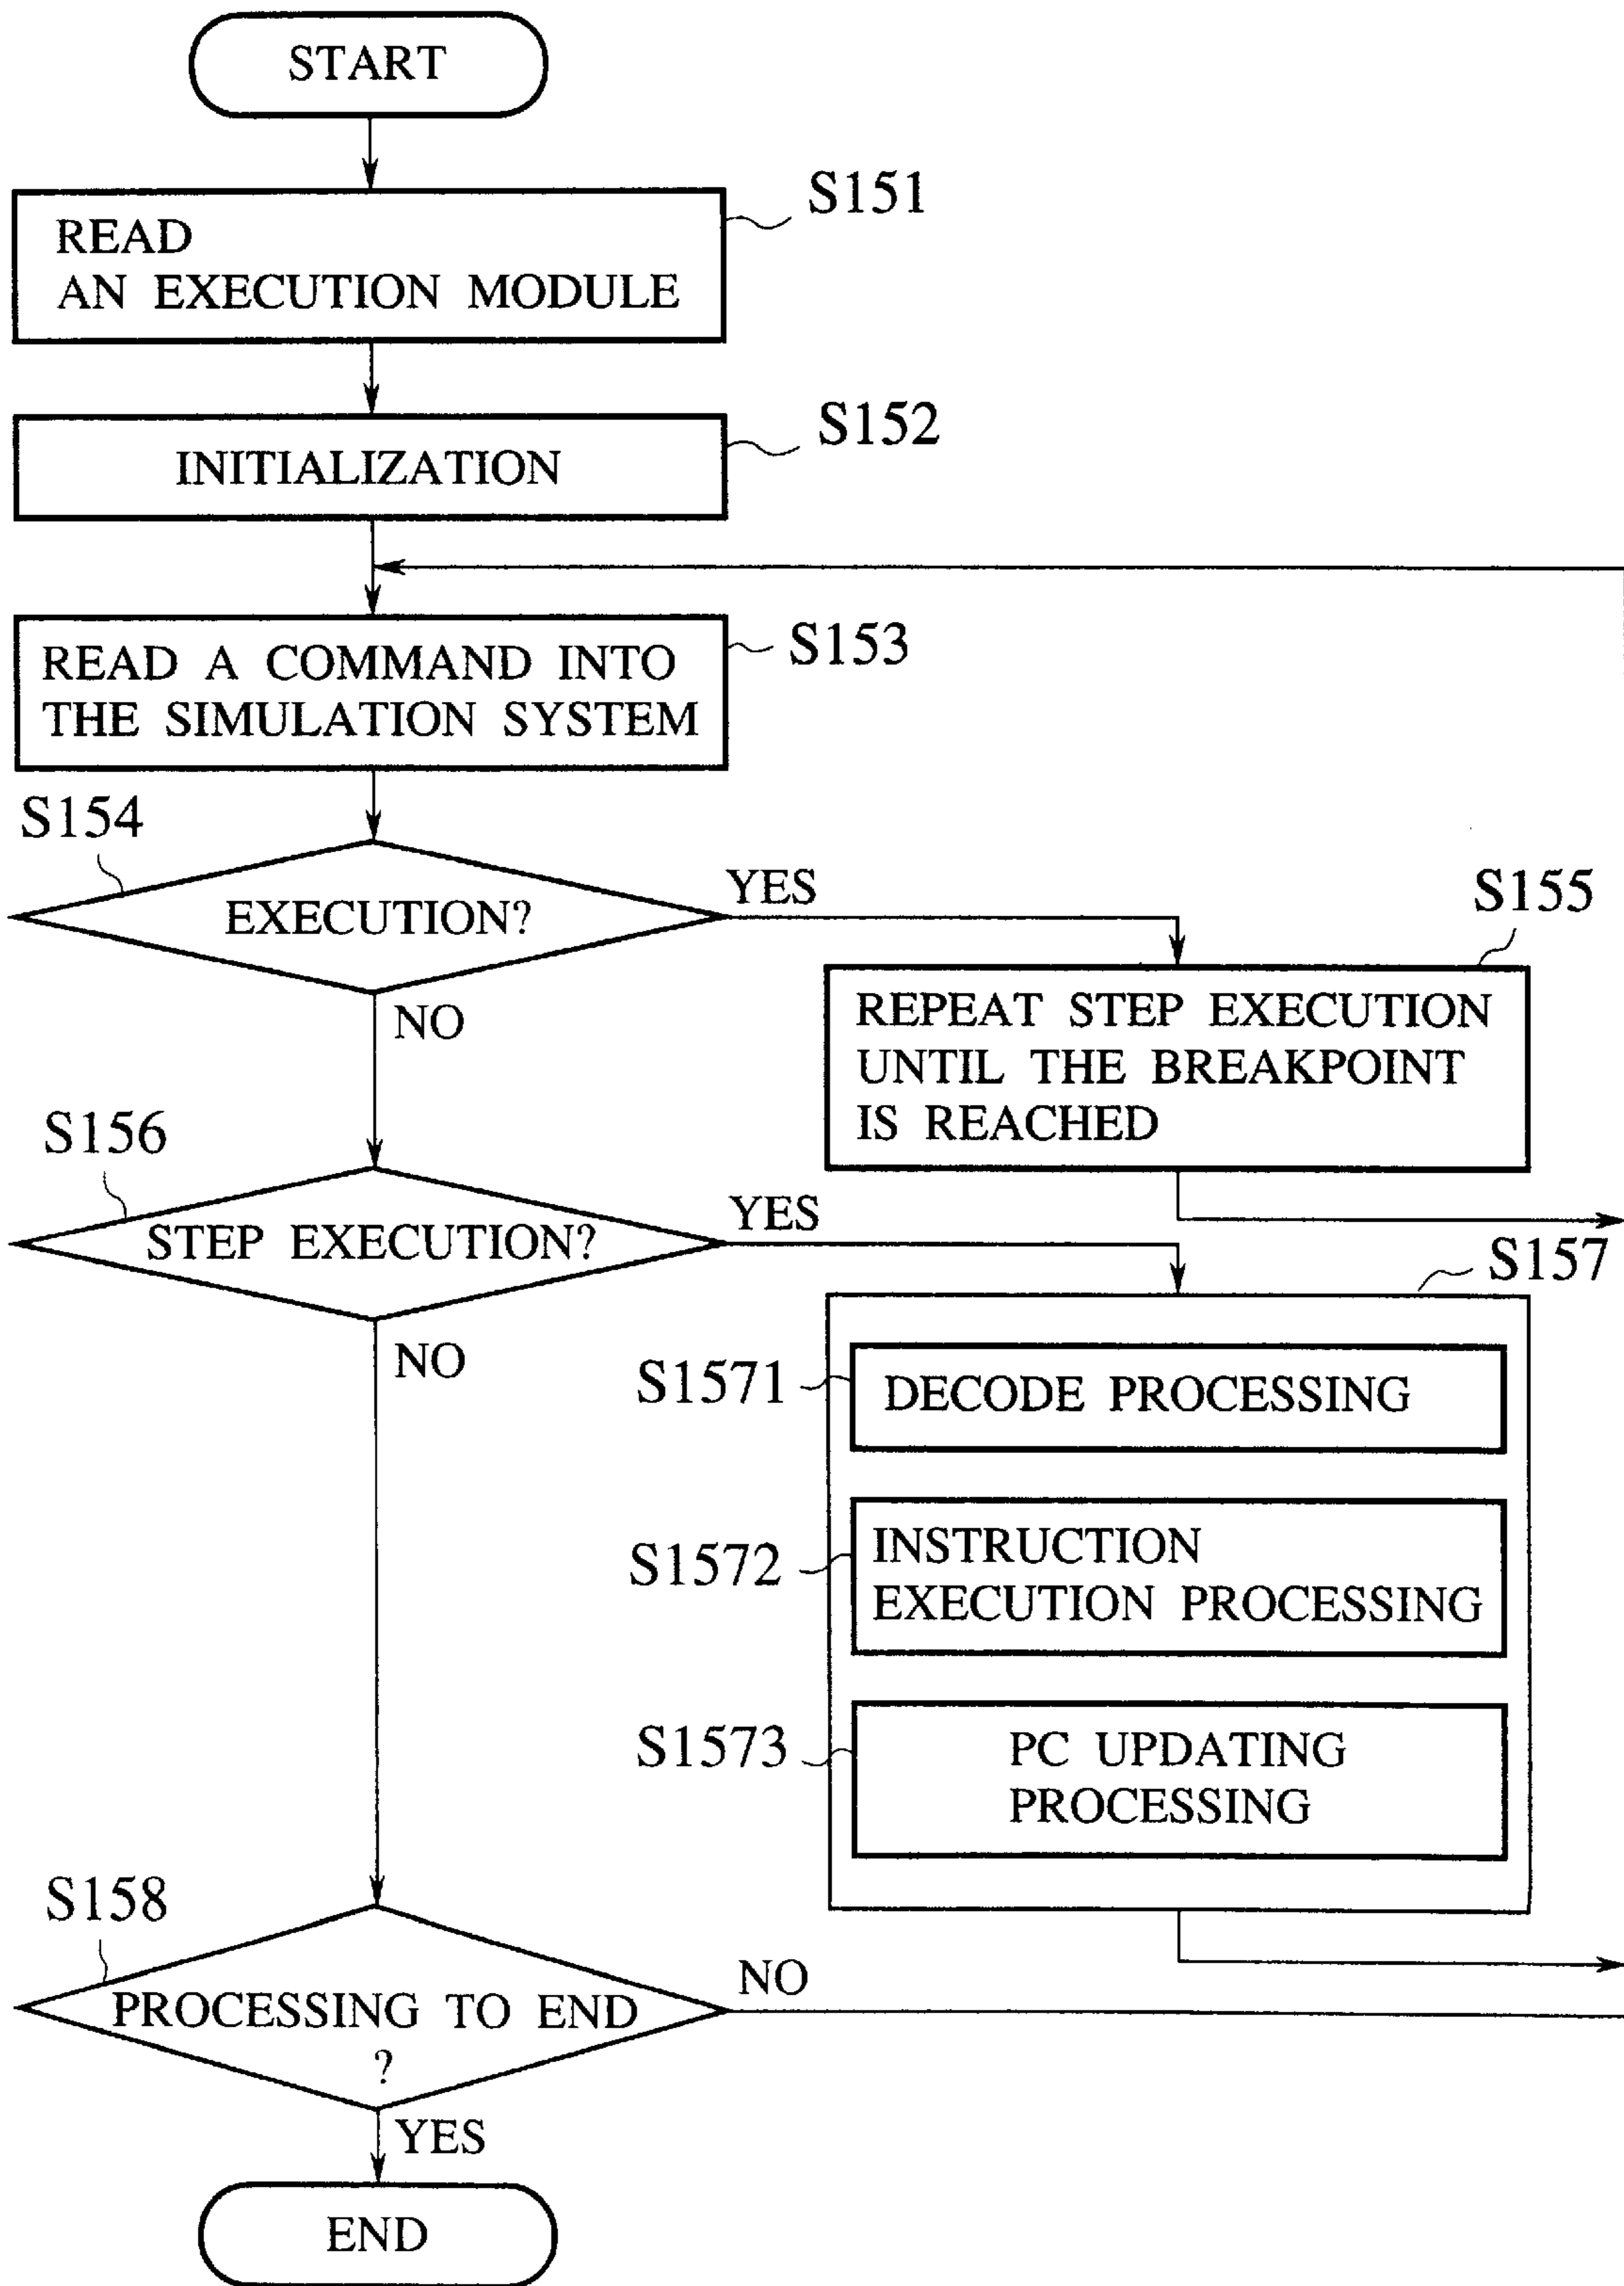 START
S151
READ
AN EXECUTION MODULE
S152
INITIALIZATION
S153
READ A COMMAND INTO
THE SIMULATION SYSTEM
S154
EXECUTION?
YES
NO
S155
REPEAT STEP EXECUTION
UNTIL THE BREAKPOINT
IS REACHED
S156
STEP EXECUTION?
YES
NO
S157
S1571
DECODE PROCESSING
S1572
INSTRUCTION
EXECUTION PROCESSING
S1573
PC UPDATING
PROCESSING
S158
PROCESSING TO END
?
NO
YES
END